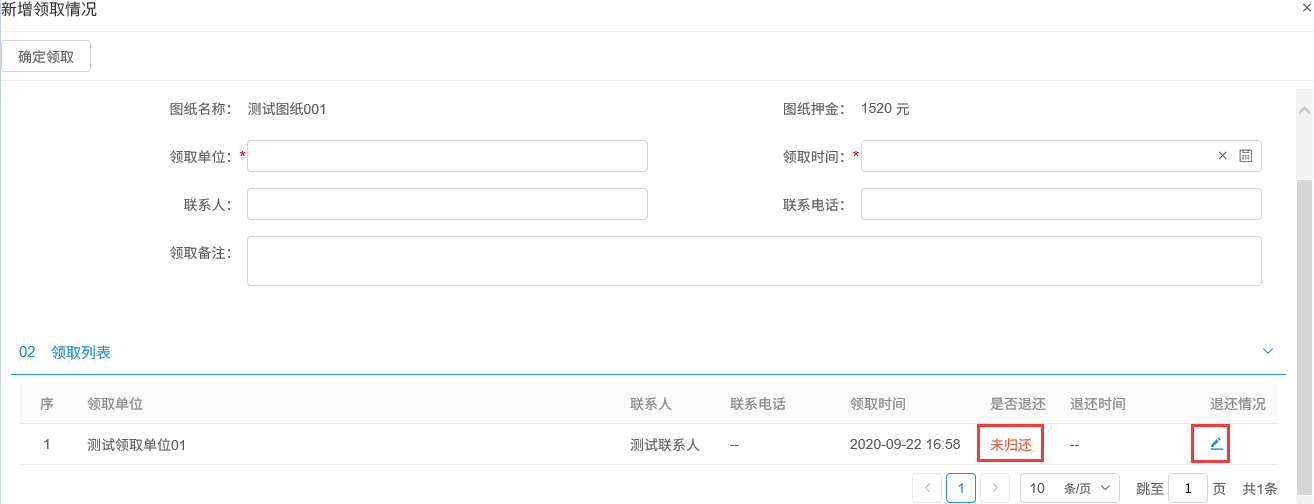 新增领取情况
确定领取
图纸名称： 测试图纸001 图纸押金： 1520 元
领取单位：* 领取时间：*
联系人： 联系电话：
领取备注：
02 领取列表
序 领取单位 联系人 联系电话 领取时间 是否退还 退还时间 退还情况
1 测试领取单位01 测试联系人 -- 2020-09-22 16:58 未归还 --
1 10 条/页 跳至 1 页 共1条